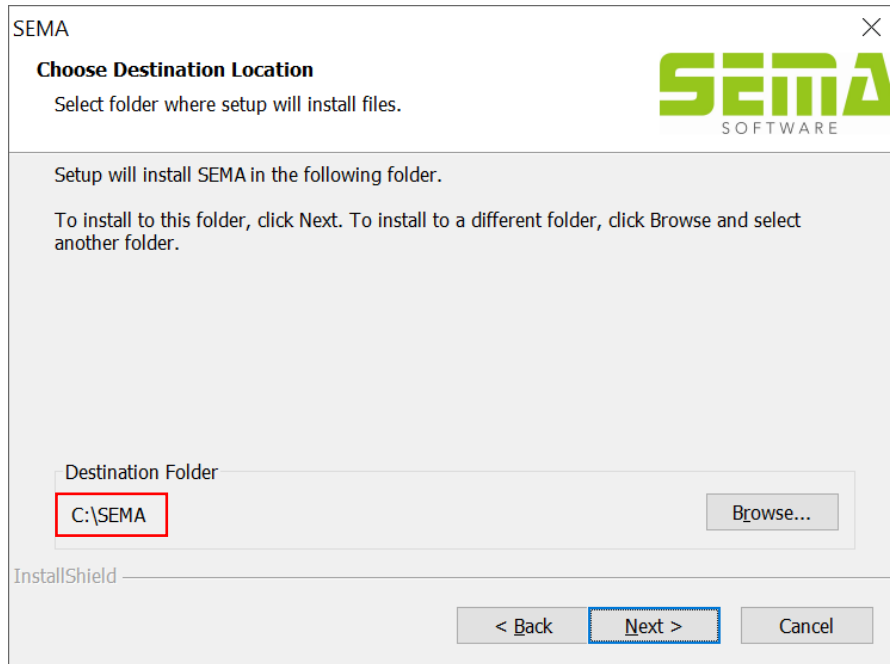 SEMA
Choose Destination Location
Select folder where setup will install files.
SEMA
SOFTWARE
Setup will install SEMA in the following folder.
To install to this folder, click Next. To install to a different folder, click Browse and select
another folder.
Destination Folder
C:\SEMA
Browse...
InstallShield
< Back
Next >
Cancel